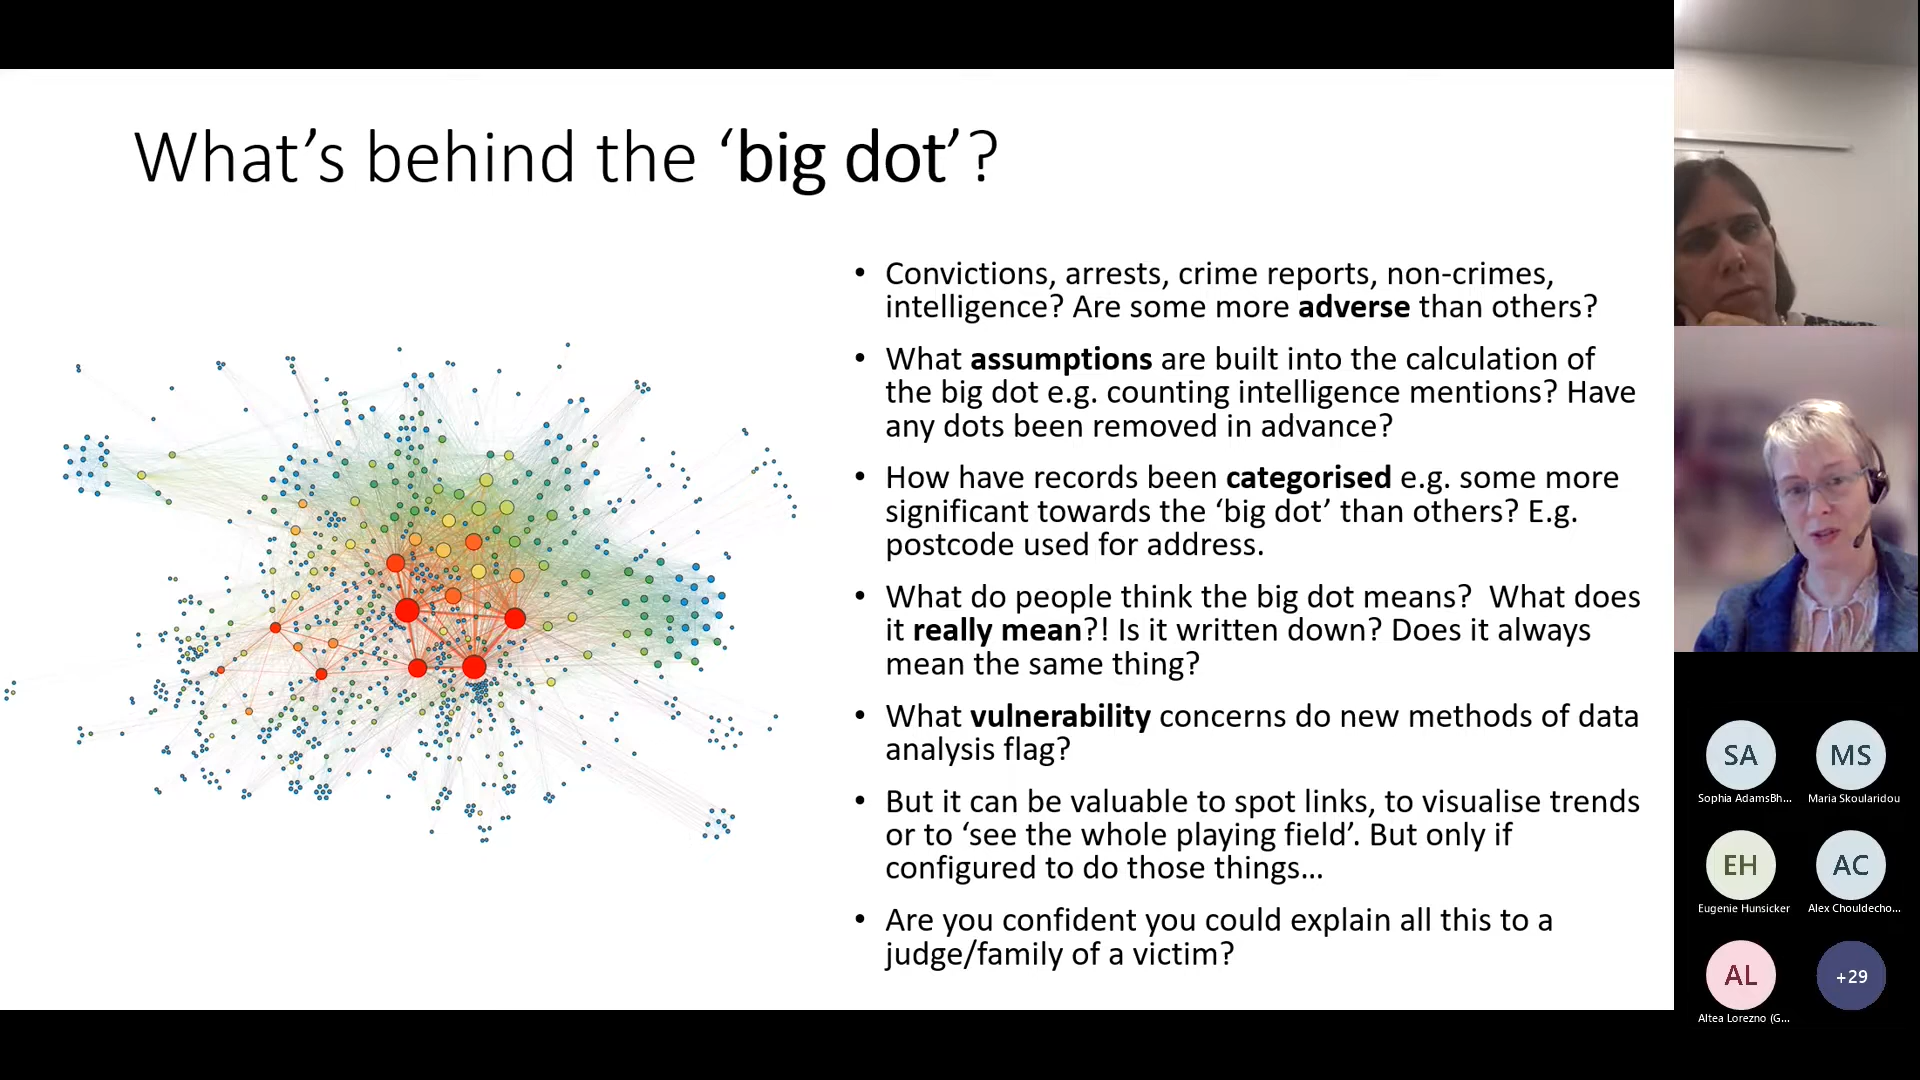 What's behind the ‘big dot’?
• Convictions, arrests, crime reports, non-crimes,
intelligence? Are some more adverse than others?
• What assumptions are built into the calculation of
the big dot e.g. counting intelligence mentions? Have
any dots been removed in advance?
• How have records been categorised e.g. some more
significant towards the ‘big dot’ than others? E.g.
postcode used for address.
• What do people think the big dot means?  What does
it really mean?! Is it written down? Does it always
mean the same thing?
• What vulnerability concerns do new methods of data
analysis flag?
• But it can be valuable to spot links, to visualise trends
or to ‘see the whole playing field’. But only if
configured to do those things…
• Are you confident you could explain all this to a
judge/family of a victim?
SA
MS
Sophia AdamsBh...
Maria Skoularidou
EH
AC
Eugenie Hunsicker
Alex Chouldecho...
AL
+29
Altea Lorezno (G...